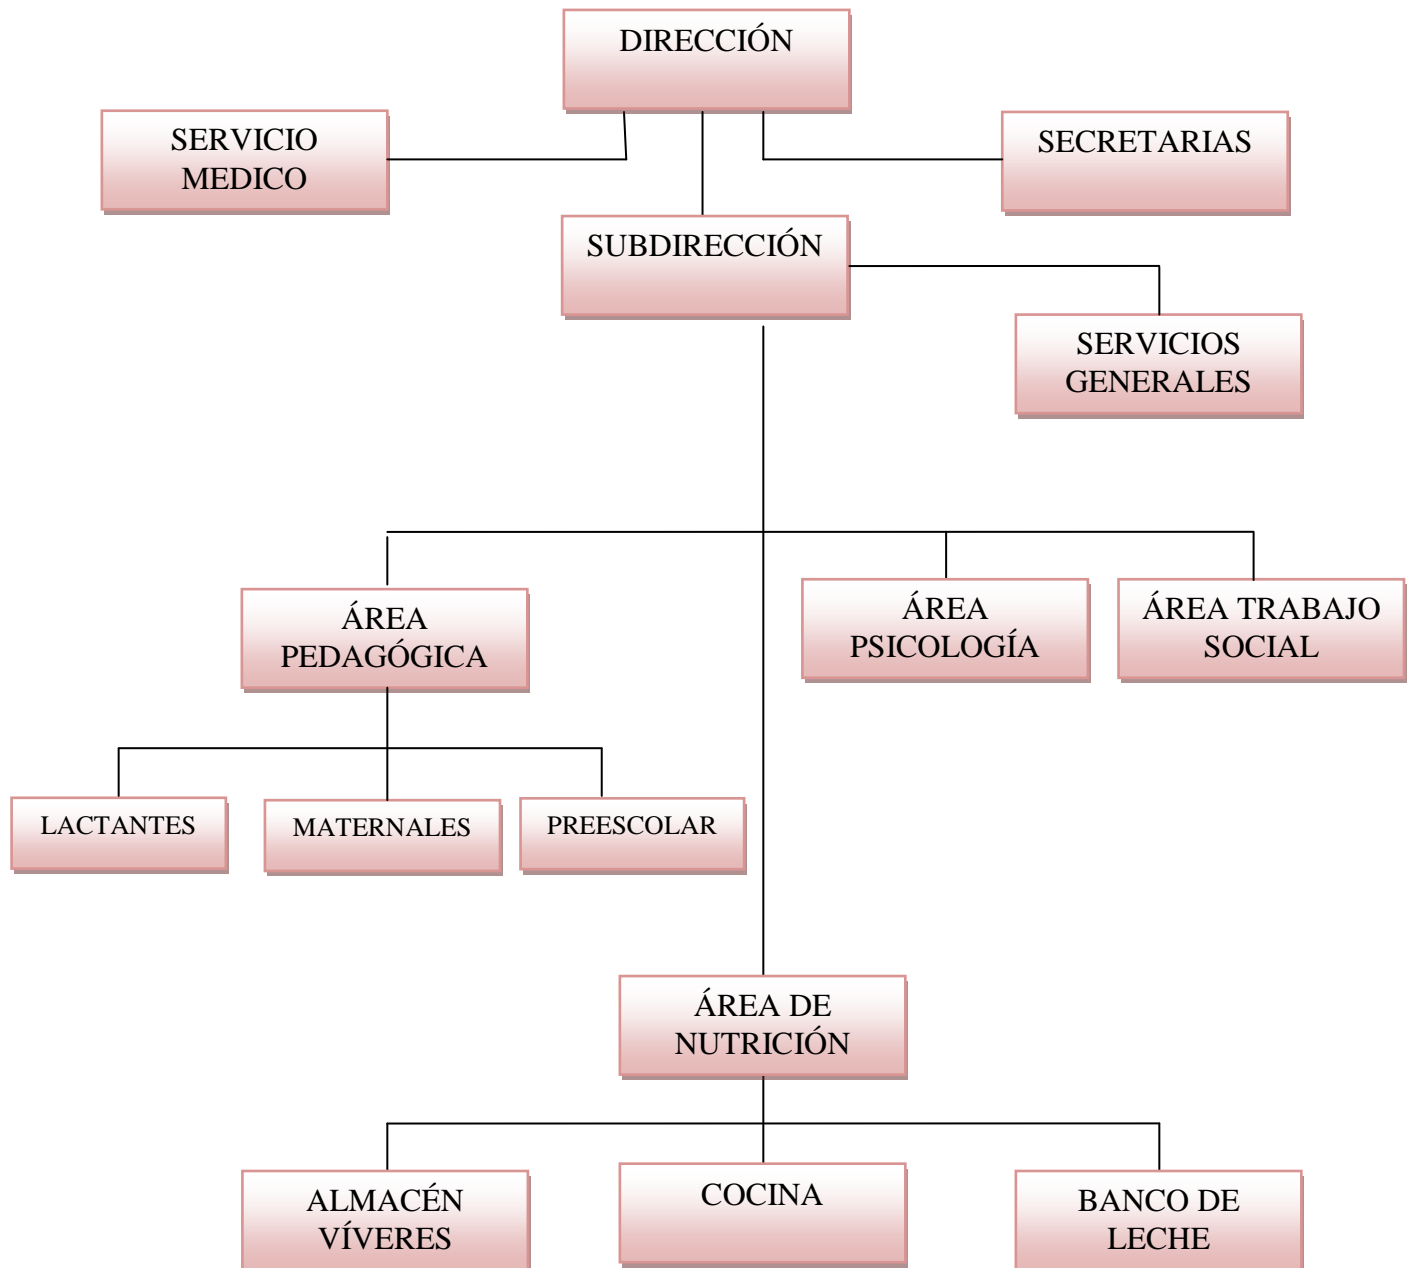 DIRECCIÓN
SERVICIO
MEDICO
SECRETARIAS
SUBDIRECCIÓN
SERVICIOS
GENERALES
ÁREA
PEDAGÓGICA
ÁREA
PSICOLOGÍA
ÁREA TRABAJO
SOCIAL
LACTANTES
MATERNALES
PREESCOLAR
ÁREA DE
NUTRICIÓN
ALMACÉN
VÍVERES
COCINA
BANCO DE
LECHE